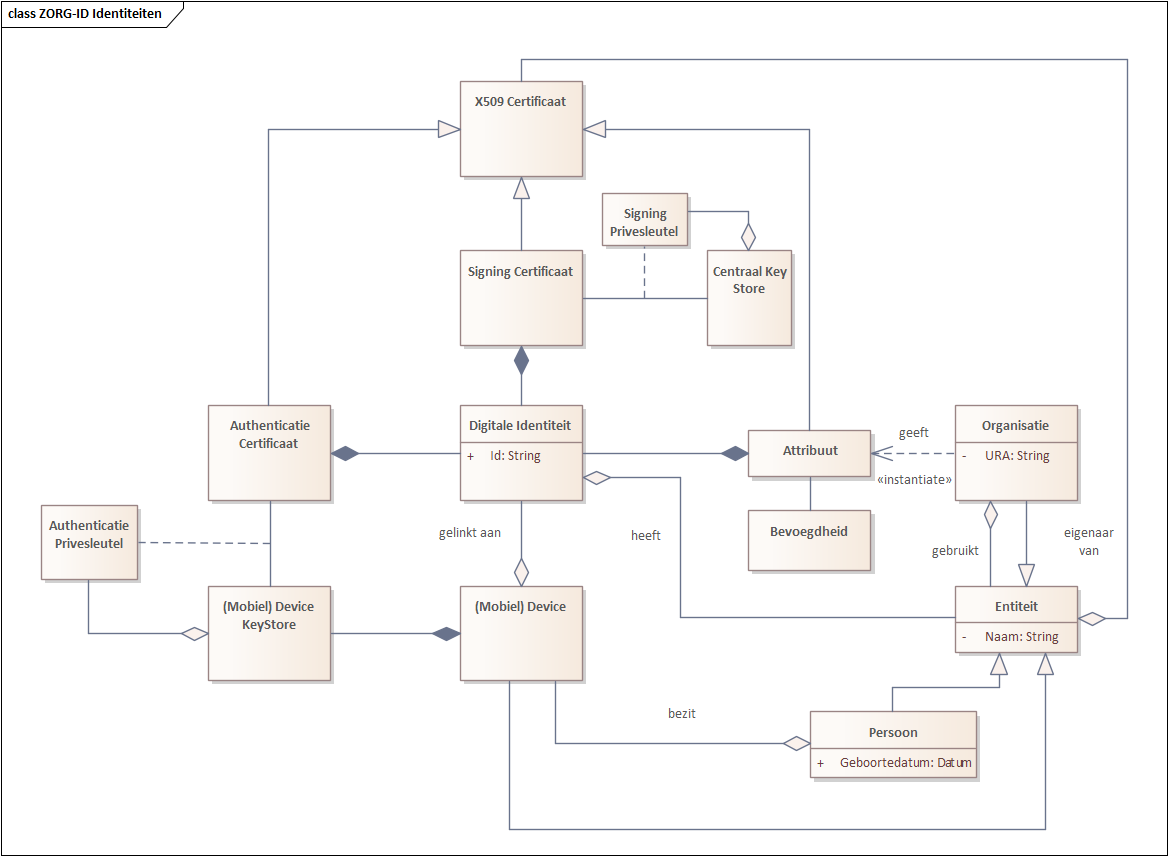 class ZORG-ID Identiteiten
X509 Certificaat
Signing
Privesleutel
Signing Certificaat
Centraal Key
Store
Authenticatie
Certificaat
Digitale Identiteit
+ Id: String
Attribuut
geeft
«instantiate»
Organisatie
- URA: String
Authenticatie
Privesleutel
gelinkt aan
heeft
Bevoegdheid
gebruikt
eigenaar
van
(Mobiel) Device
KeyStore
(Mobiel) Device
Entiteit
- Naam: String
bezit
Persoon
+ Geboortedatum: Datum